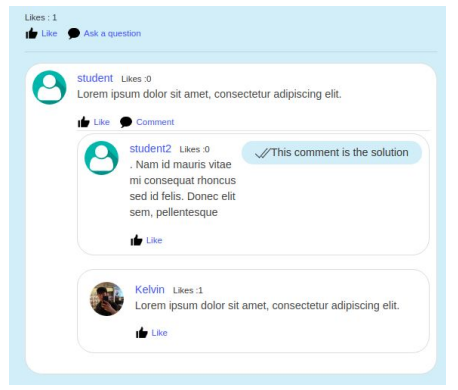 Likes : 1
Like Ask a question
student Likes :0
Lorem ipsum dolor sit amet, consectetur adipiscing elit.
Like Comment
student2 Likes :0
This comment is the solution
. Nam id mauris vitae
mi consequat rhoncus
sed id felis. Donec elit
sem, pellentesque
Like
Kelvin Likes :1
Lorem ipsum dolor sit amet, consectetur adipiscing elit.
Like